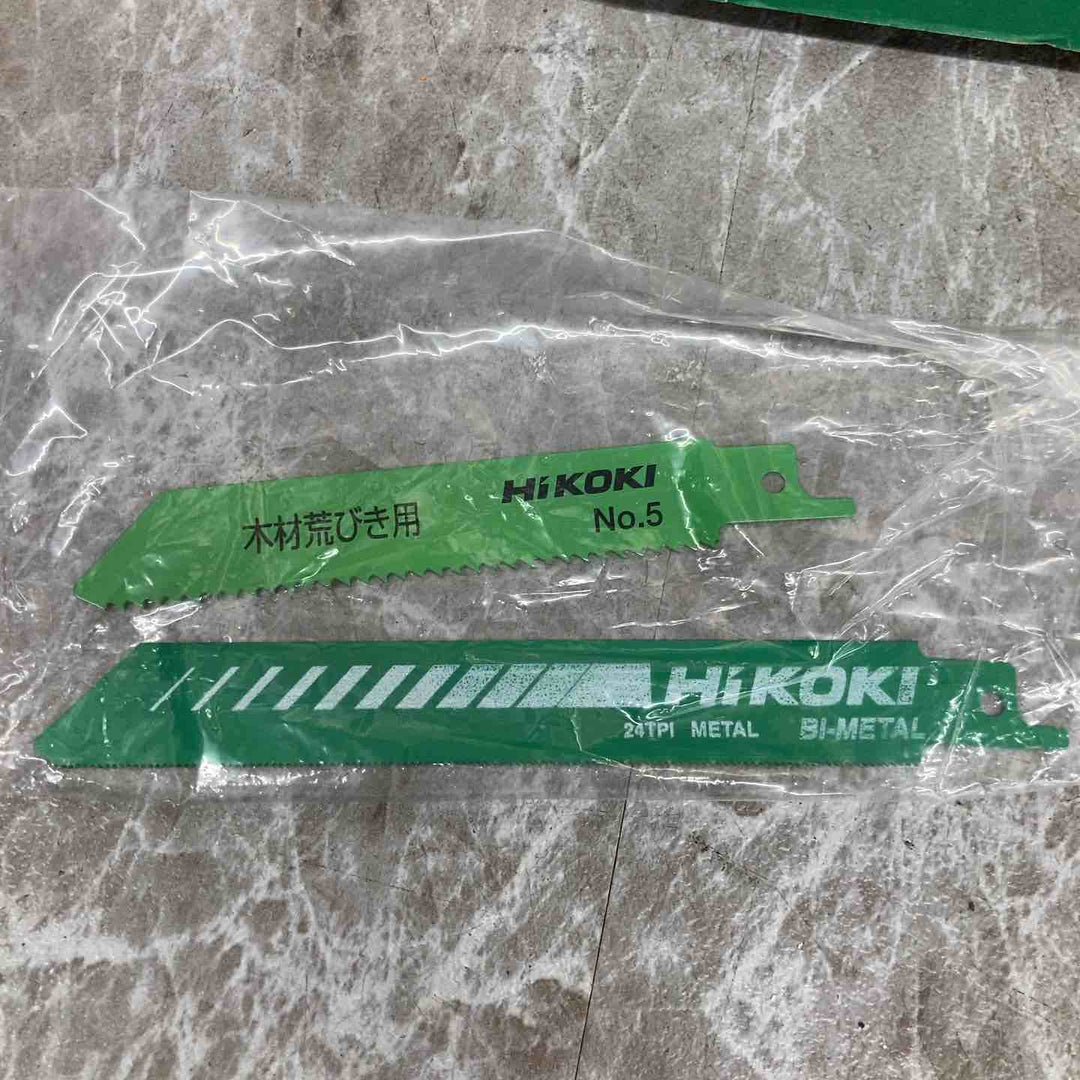 HiKOKI
木材荒びき用
No.5
HiKOKI
24TPI METAL BI-METAL